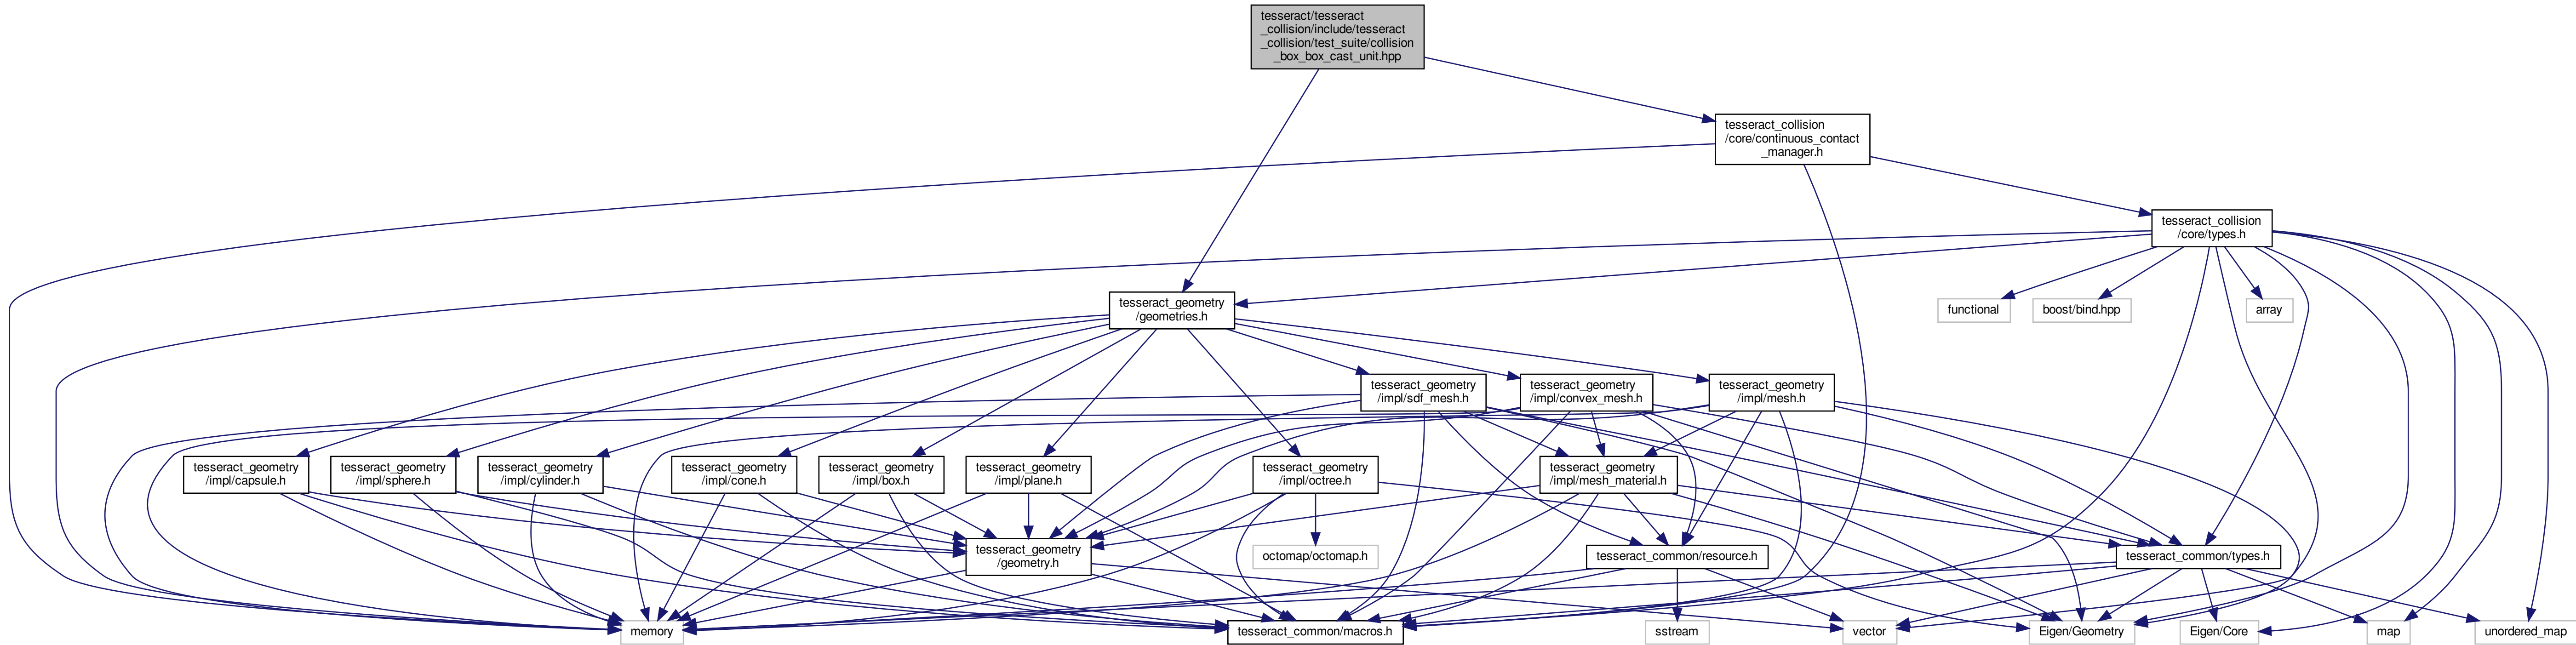 tesseract/tesseract
_collision/include/tesseract
_collision/test_suite/collision
_box_box_cast_unit.hpp
tesseract_collision
/core/continuous_contact
_manager.h
tesseract_collision
/core/types.h
tesseract_geometry
/geometries.h
functional
boost/bind.hpp
array
tesseract_geometry
/impl/sdf_mesh.h
tesseract_geometry
/impl/convex_mesh.h
tesseract_geometry
/impl/mesh.h
tesseract_geometry
/impl/capsule.h
tesseract_geometry
/impl/sphere.h
tesseract_geometry
/impl/cylinder.h
tesseract_geometry
/impl/cone.h
tesseract_geometry
/impl/box.h
tesseract_geometry
/impl/plane.h
tesseract_geometry
/impl/octree.h
tesseract_geometry
/impl/mesh_material.h
tesseract_geometry
/geometry.h
octomap/octomap.h
tesseract_common/resource.h
tesseract_common/types.h
memory
tesseract_common/macros.h
sstream
vector
Eigen/Geometry
Eigen/Core
map
unordered_map